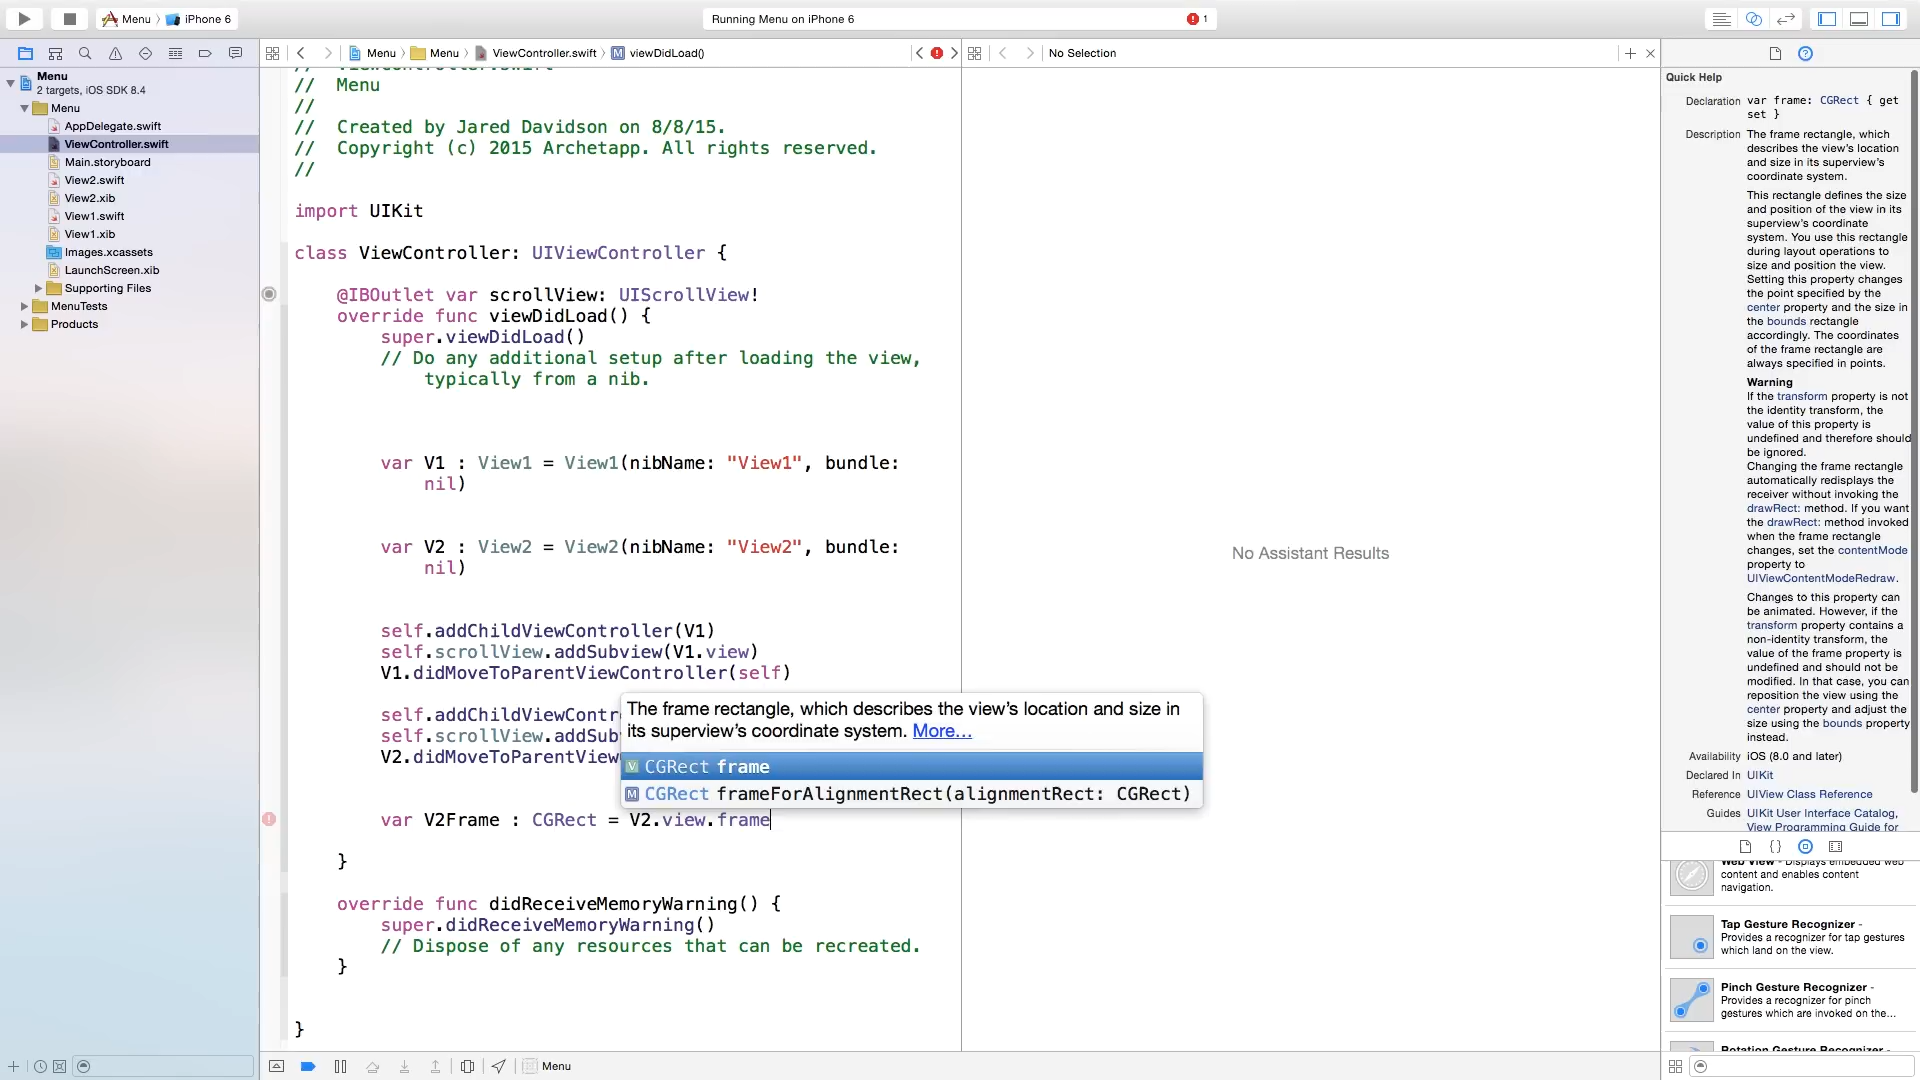 Menu
iPhone 6
Running Menu on iPhone 6
1
Menu
Menu
ViewController.swift
viewDidLoad()
No Selection
Menu
2 targets, iOS SDK 8.4
Menu
AppDelegate.swift
ViewController.swift
Main.storyboard
View2.swift
View2.xib
View1.swift
View1.xib
Images.xcassets
LaunchScreen.xib
Supporting Files
MenuTests
Products
//  ViewController.swift
//  Menu
//
//  Created by Jared Davidson on 8/8/15.
//  Copyright (c) 2015 Archetapp. All rights reserved.
//
import UIKit
class ViewController: UIViewController {
@IBOutlet var scrollView: UIScrollView!
override func viewDidLoad() {
super.viewDidLoad()
// Do any additional setup after loading the view,
typically from a nib.
var V1 : View1 = View1(nibName: "View1", bundle:
nil)
var V2 : View2 = View2(nibName: "View2", bundle:
nil)
self.addChildViewController(V1)
self.scrollView.addSubview(V1.view)
V1.didMoveToParentViewController(self)
self.addChildViewContr
self.scrollView.addSub
V2.didMoveToParentView
The frame rectangle, which describes the view's location and size in
its superview's coordinate system. More...
V CGRect frame
M CGRect frameForAlignmentRect(alignmentRect: CGRect)
var V2Frame : CGRect = V2.view.frame
}
override func didReceiveMemoryWarning() {
super.didReceiveMemoryWarning()
// Dispose of any resources that can be recreated.
}
}
Menu
No Assistant Results
Quick Help
Declaration var frame: CGRect { get
set }
Description The frame rectangle, which
describes the view's location
and size in its superview's
coordinate system.
This rectangle defines the size
and position of the view in its
superview's coordinate
system. You use this rectangle
during layout operations to
size and position the view.
Setting this property changes
the point specified by the
center property and the size in
the bounds rectangle
accordingly. The coordinates
of the frame rectangle are
always specified in points.
Warning
If the transform property is not
the identity transform, the
value of this property is
undefined and therefore should
be ignored.
Changing the frame rectangle
automatically redisplays the
receiver without invoking the
drawRect: method. If you want
the drawRect: method invoked
when the frame rectangle
changes, set the contentMode
property to
UIViewContentModeRedraw.
Changes to this property can
be animated. However, if the
transform property contains a
non-identity transform, the
value of the frame property is
undefined and should not be
modified. In that case, you can
reposition the view using the
center property and adjust the
size using the bounds property
instead.
Availability iOS (8.0 and later)
Declared In UIKit
Reference UIView Class Reference
Guides UIKit User Interface Catalog,
View Programming Guide for
Web View - Displays embedded web
content and enables content
navigation.
Tap Gesture Recognizer -
Provides a recognizer for tap gestures
which land on the view.
Pinch Gesture Recognizer -
Provides a recognizer for pinch
gestures which are invoked on the...
Rotation Gesture Recognizer -